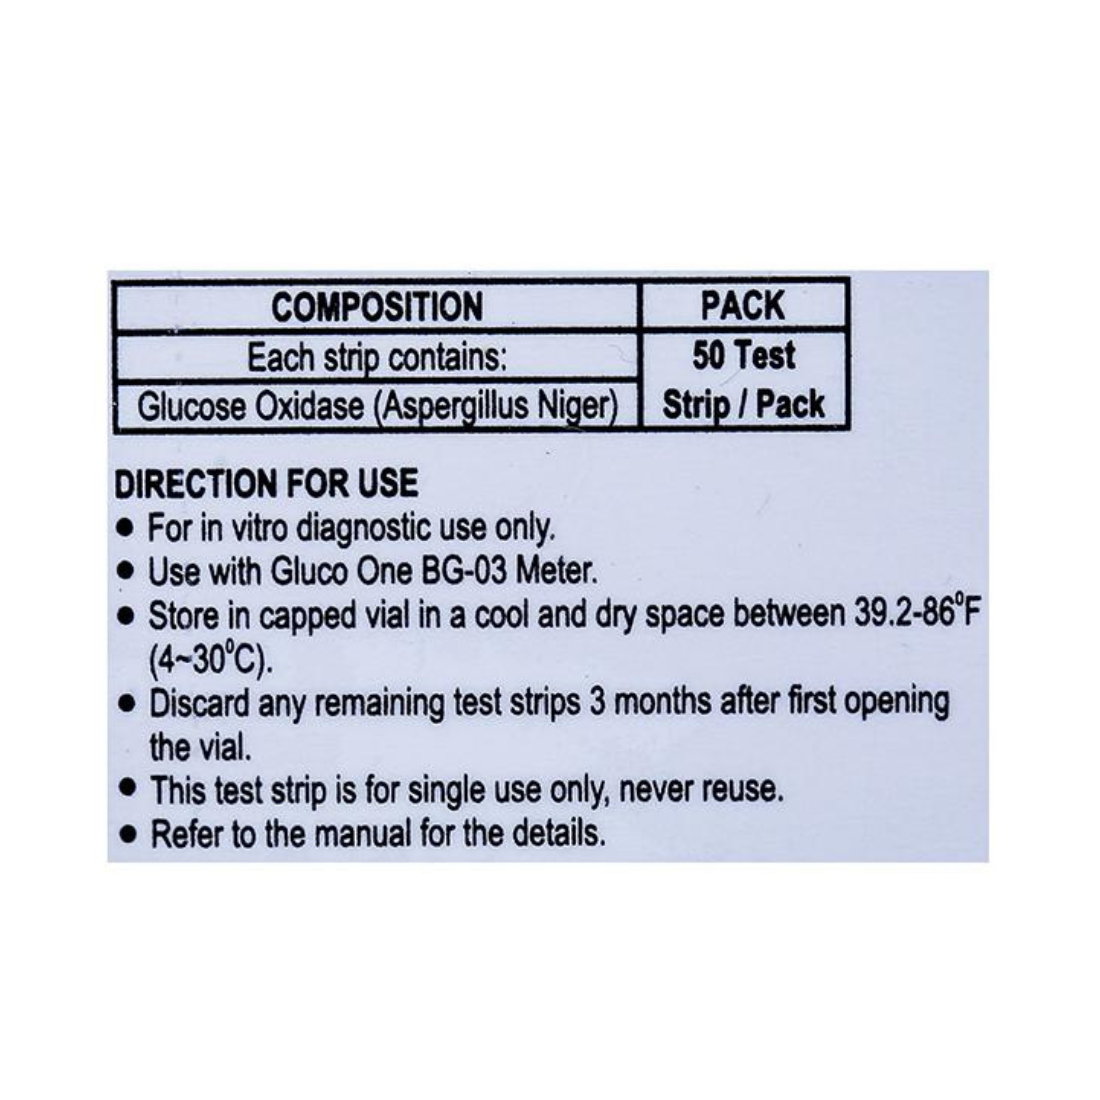 COMPOSITION PACK
Each strip contains: 50 Test
Glucose Oxidase (Aspergillus Niger) Strip / Pack
DIRECTION FOR USE
● For in vitro diagnostic use only.
● Use with Gluco One BG-03 Meter.
● Store in capped vial in a cool and dry space between 39.2-86⁰F
(4~30⁰C).
● Discard any remaining test strips 3 months after first opening
the vial.
● This test strip is for single use only, never reuse.
● Refer to the manual for the details.